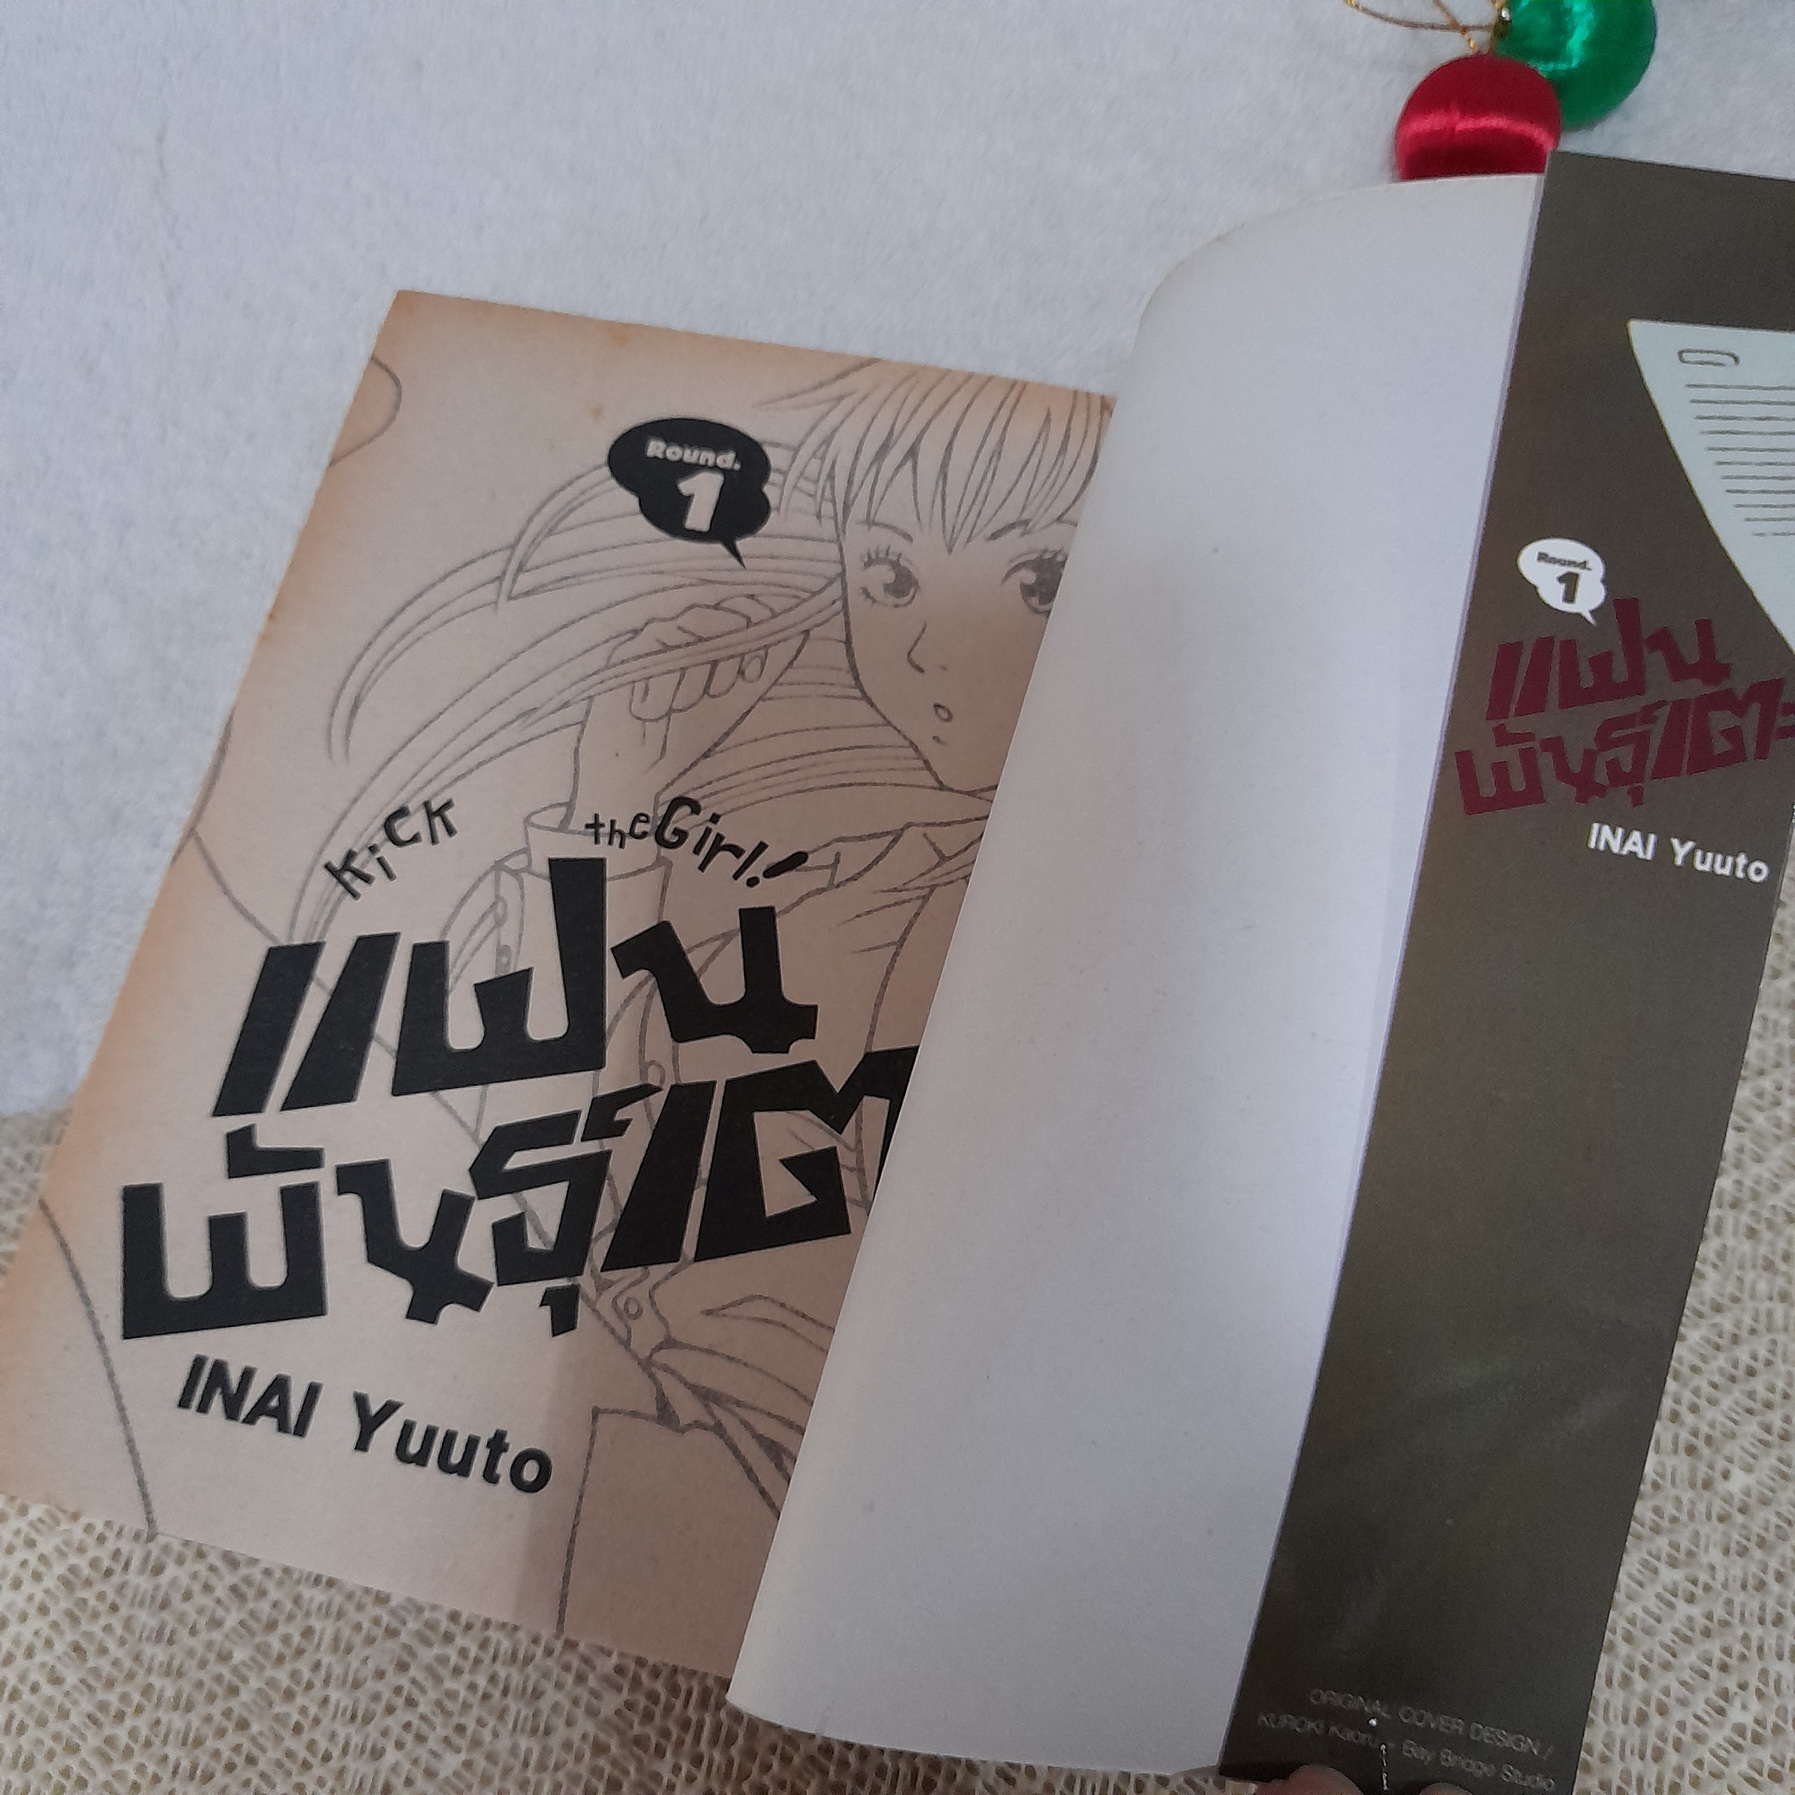 Round.
1
Kick the Girl!!
แฟน
พันธุ์เต
INAI Yuuto
Round.
1
แฟน
พันธุ์เตะ
INAI Yuuto
ORIGINAL COVER DESIGN /
KUROKI Kaoru + Bay Bridge Studio